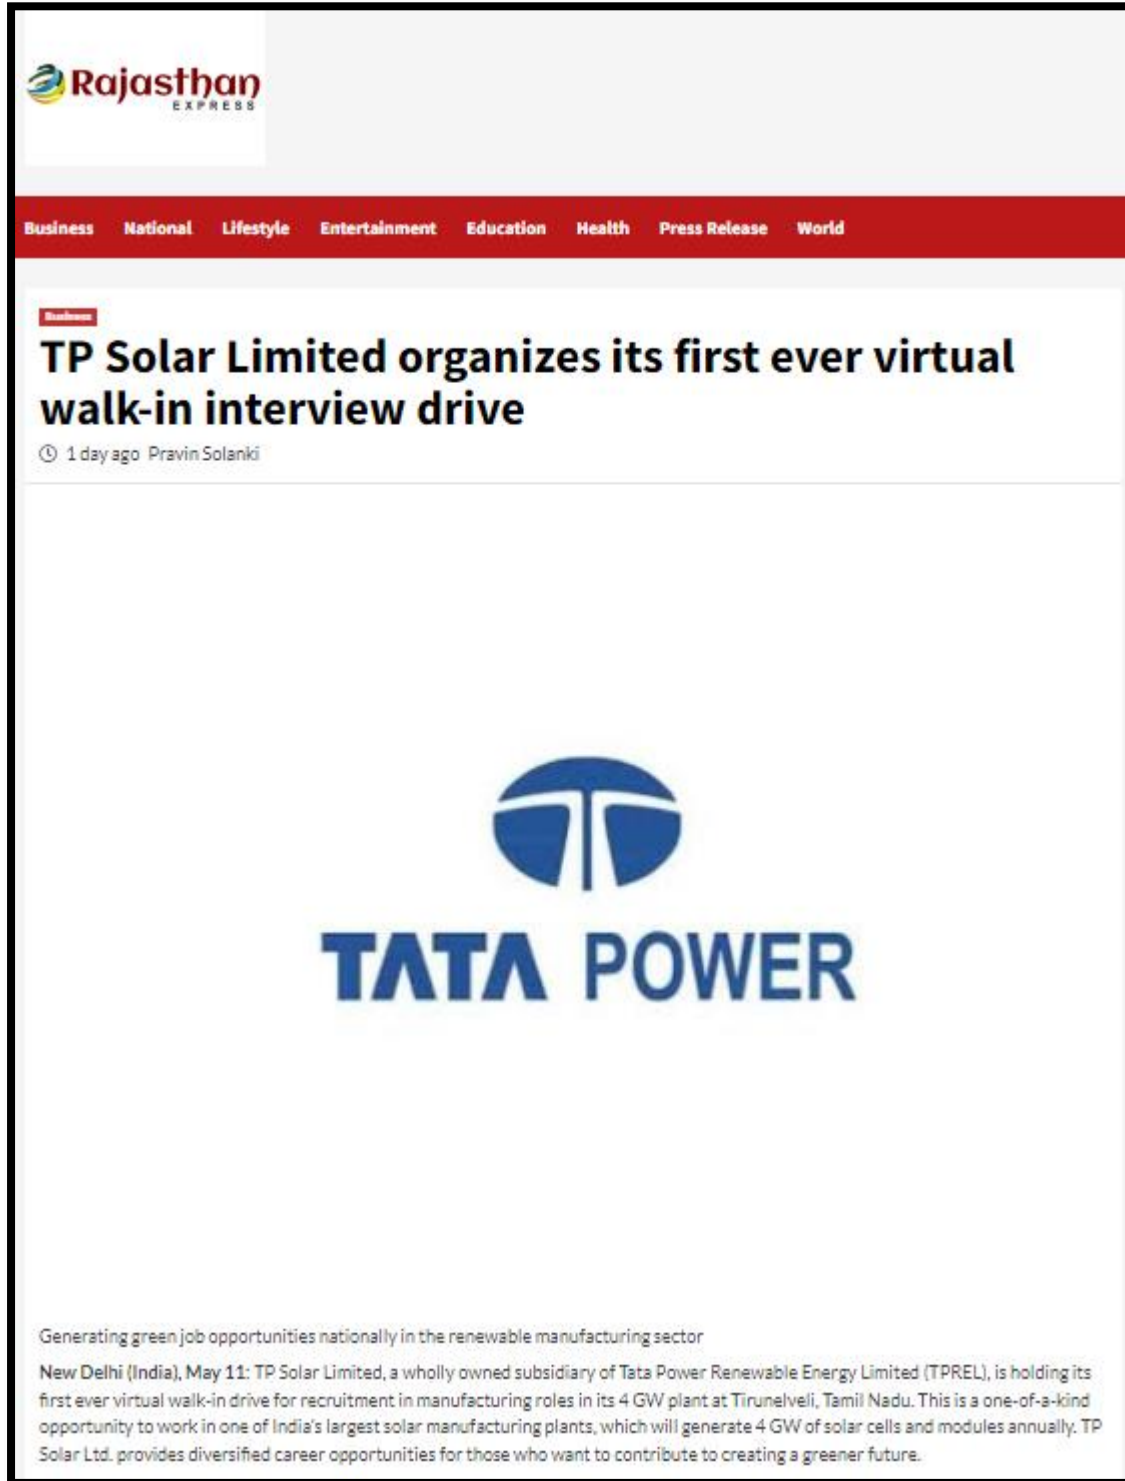 Rajasthan
EXPRESS
Business National Lifestyle Entertainment Education Health Press Release World
Business
TP Solar Limited organizes its first ever virtual
walk-in interview drive
1 day ago Pravin Solanki
TATA POWER
Generating green job opportunities nationally in the renewable manufacturing sector
New Delhi (India), May 11: TP Solar Limited, a wholly owned subsidiary of Tata Power Renewable Energy Limited (TPREL), is holding its
first ever virtual walk-in drive for recruitment in manufacturing roles in its 4 GW plant at Tirunelveli, Tamil Nadu. This is a one-of-a-kind
opportunity to work in one of India's largest solar manufacturing plants, which will generate 4 GW of solar cells and modules annually. TP
Solar Ltd. provides diversified career opportunities for those who want to contribute to creating a greener future.